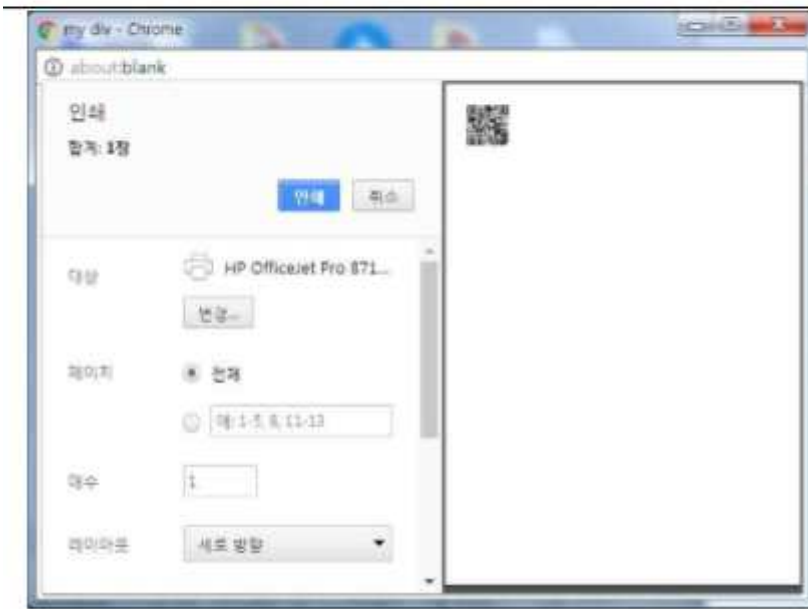 my div - Chrome
about:blank
인쇄
합계: 1장
인쇄
취소
대상
HP OfficeJet Pro 871...
변경...
페이지
전체
예: 1-5, 8, 11-13
매수
1
레이아웃
세로 방향